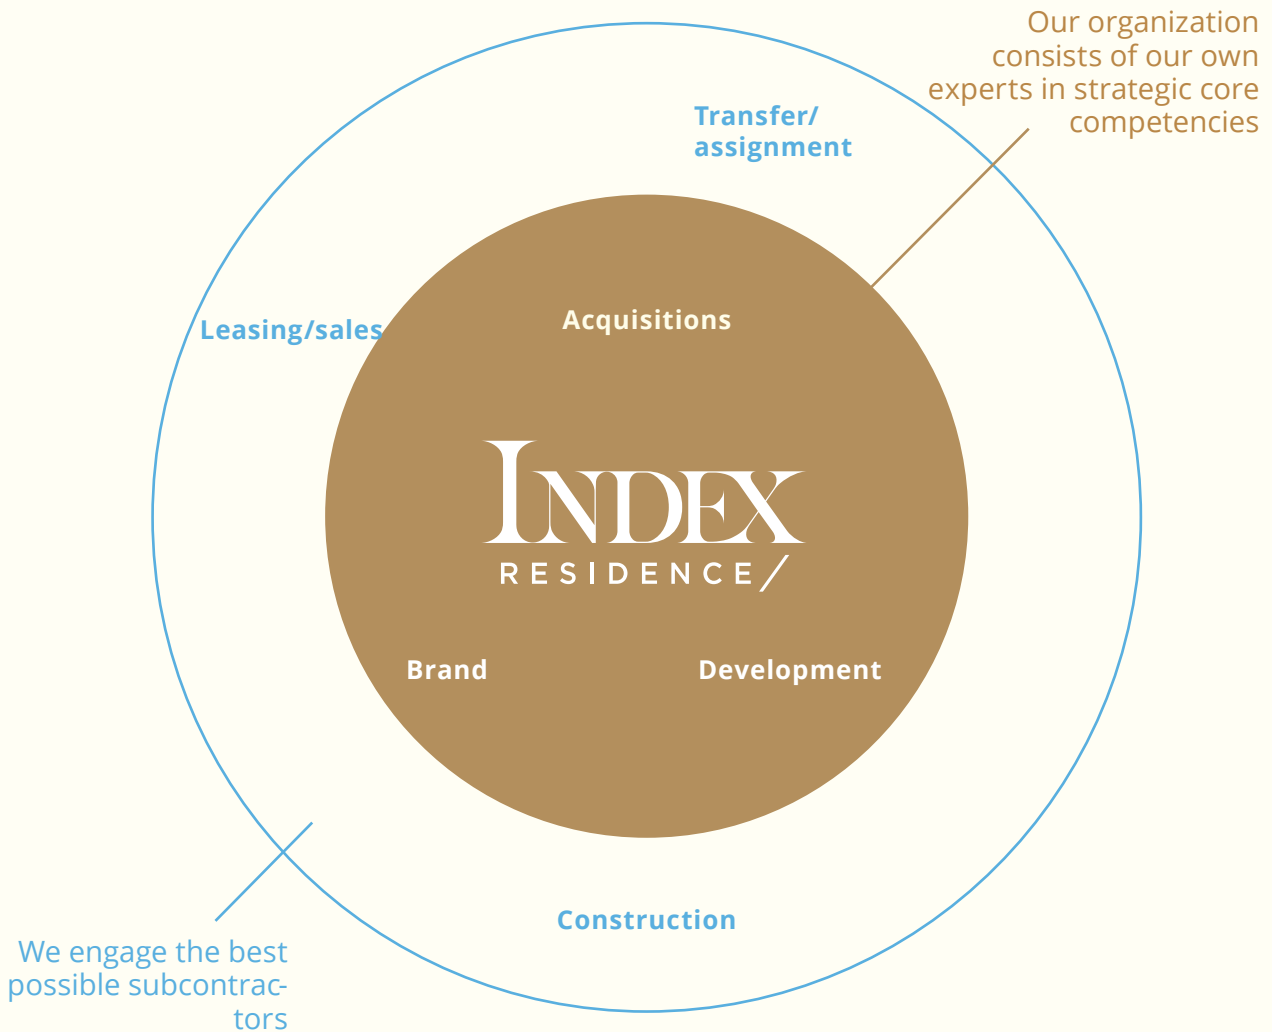 Our organization
consists of our own
experts in strategic core
competencies
Transfer/
assignment
Leasing/sales
Acquisitions
INDEX
RESIDENCE/
Brand
Development
Construction
We engage the best
possible subcontrac-
tors